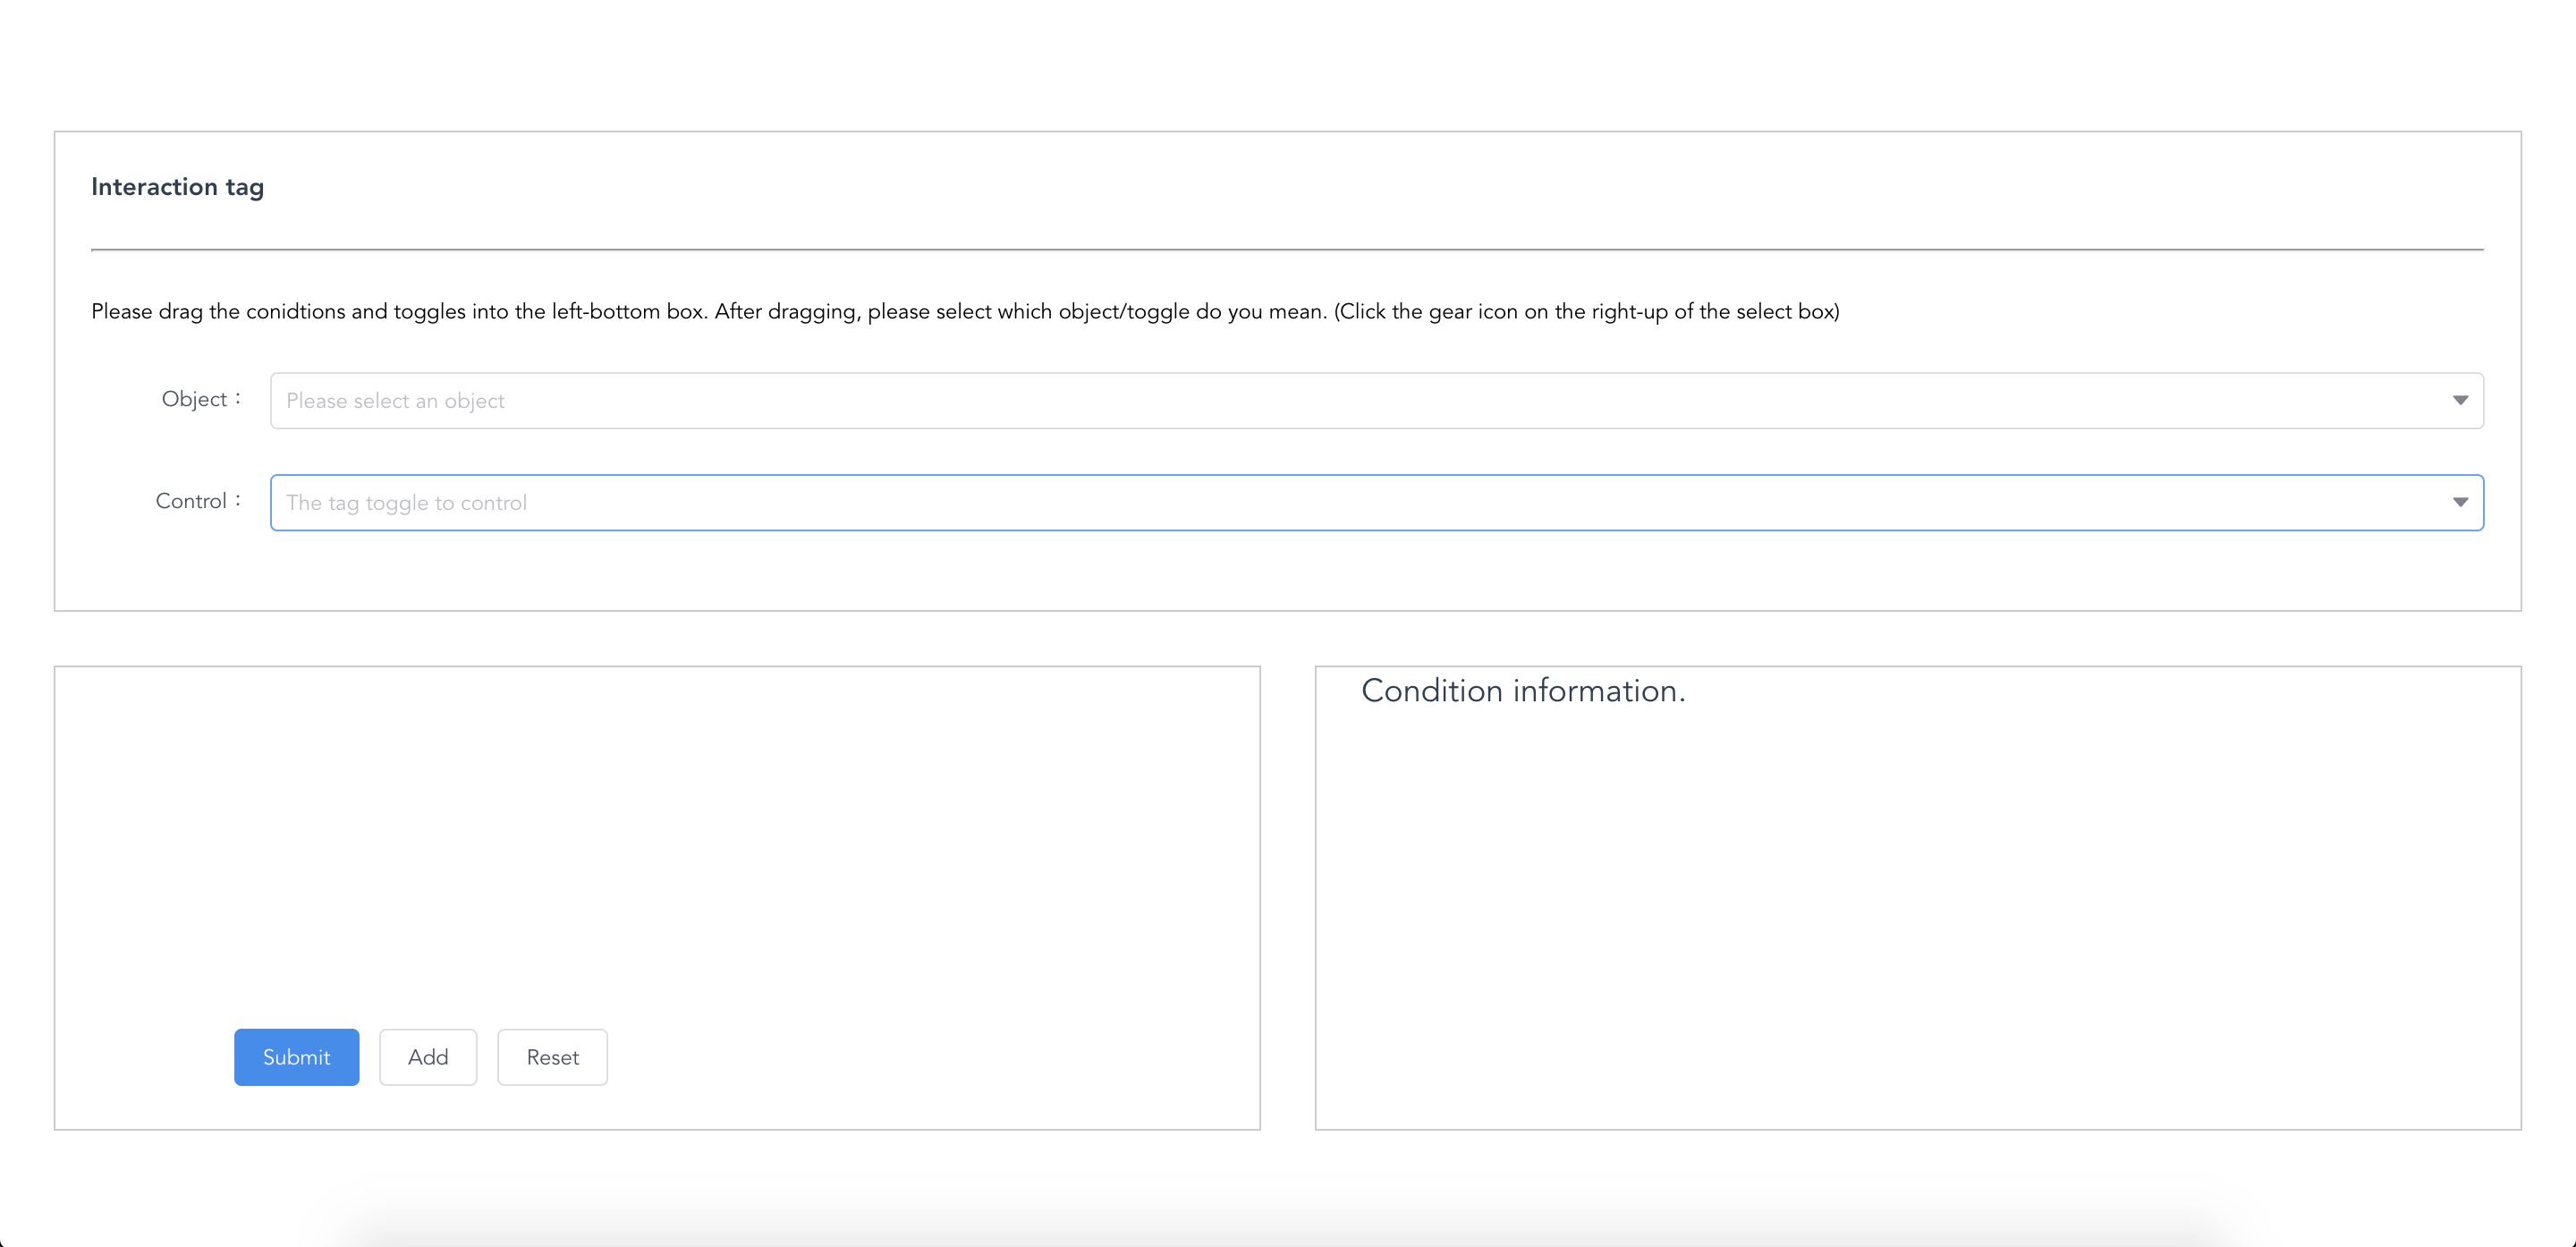 Interaction tag
Please drag the conidtions and toggles into the left-bottom box. After dragging, please select which object/toggle do you mean. (Click the gear icon on the right-up of the select box)
Object：
Please select an object
Control：
The tag toggle to control
Condition information.
Submit
Add
Reset